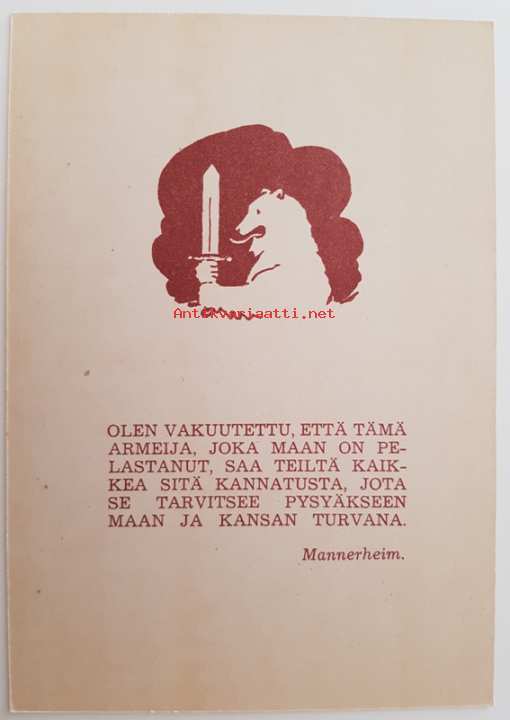 Antikvariaatti.net
OLEN VAKUUTETTU, ETTÄ TÄMÄ
ARMEIJA, JOKA MAAN ON PE-
LASTANUT, SAA TEILTÄ KAIK-
KEA SITÄ KANNATUSTA, JOTA
SE TARVITSEE PYSYÄKSEEN
MAAN JA KANSAN TURVANA.
Mannerheim.